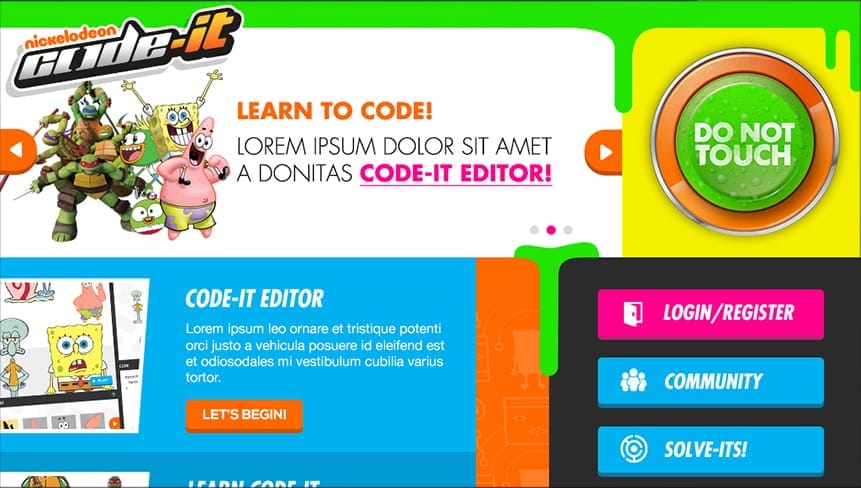 nickelodeon
code-it
LEARN TO CODE!
LOREM IPSUM DOLOR SIT AMET
A DONITAS CODE-IT EDITOR!
DO NOT
TOUCH
CODE-IT EDITOR
Lorem ipsum leo ornare et tristique potenti
orci justo a vehicula posuere id eleifend est
et odiosodales mi vestibulum cubilia varius
tortor.
LET'S BEGIN!
PLAY
LOGIN/REGISTER
COMMUNITY
SOLVE-ITS!
LEARN CODE-IT